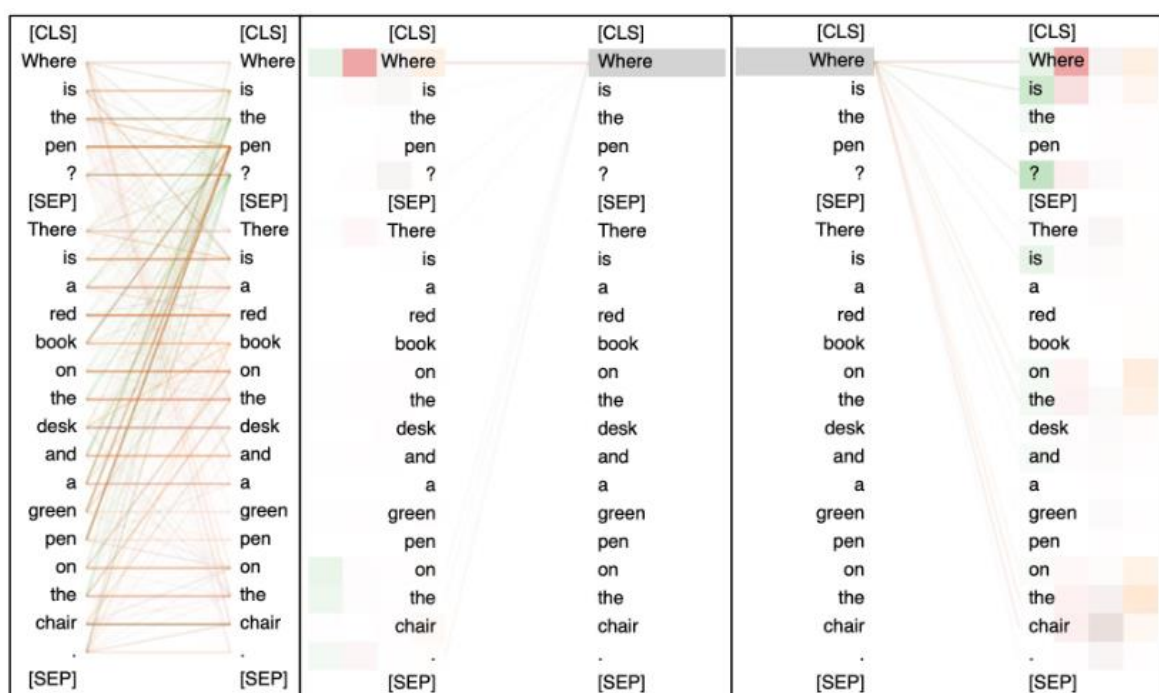 [CLS] [CLS] [CLS] [CLS] [CLS] [CLS]
Where Where Where Where Where Where
is is is is is is
the the the the the the
pen pen pen pen pen pen
? ? ? ? ? ?
[SEP] [SEP] [SEP] [SEP] [SEP] [SEP]
There There There There There There
is is is is is is
a a a a a a
red red red red red red
book book book book book book
on on on on on on
the the the the the the
desk desk desk desk desk desk
and and and and and and
a a a a a a
green green green green green green
pen pen pen pen pen pen
on on on on on on
the the the the the the
chair chair chair chair chair chair
. . . . . .
[SEP] [SEP] [SEP] [SEP] [SEP] [SEP]